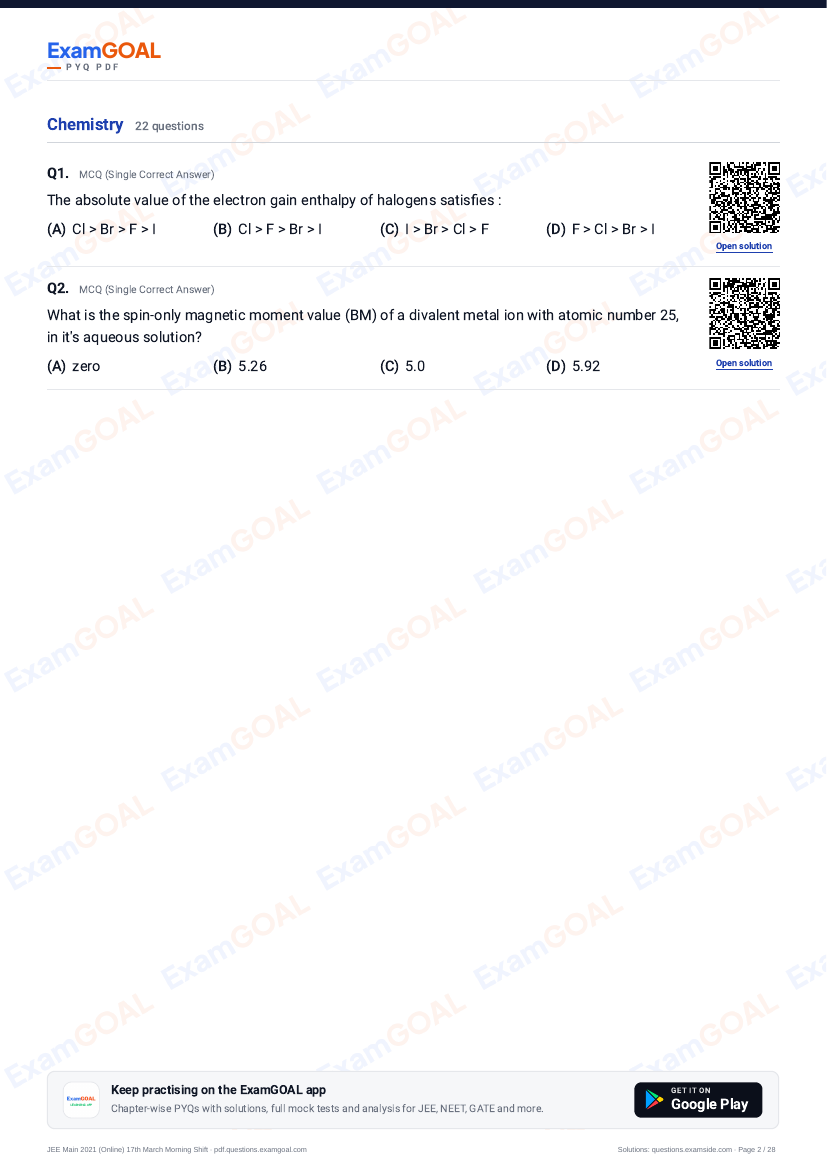 ExamGOAL
PYQ PDF
Chemistry 22 questions
Q1. MCQ (Single Correct Answer)
The absolute value of the electron gain enthalpy of halogens satisfies :
(A) Cl > Br > F > I (B) Cl > F > Br > I (C) I > Br > Cl > F (D) F > Cl > Br > I
Open solution
Q2. MCQ (Single Correct Answer)
What is the spin-only magnetic moment value (BM) of a divalent metal ion with atomic number 25,
in it's aqueous solution?
(A) zero (B) 5.26 (C) 5.0 (D) 5.92
Open solution
Keep practising on the ExamGOAL app
Chapter-wise PYQs with solutions, full mock tests and analysis for JEE, NEET, GATE and more.
GET IT ON
Google Play
JEE Main 2021 (Online) 17th March Morning Shift · pdf.questions.examgoal.com
Solutions: questions.examside.com · Page 2 / 28